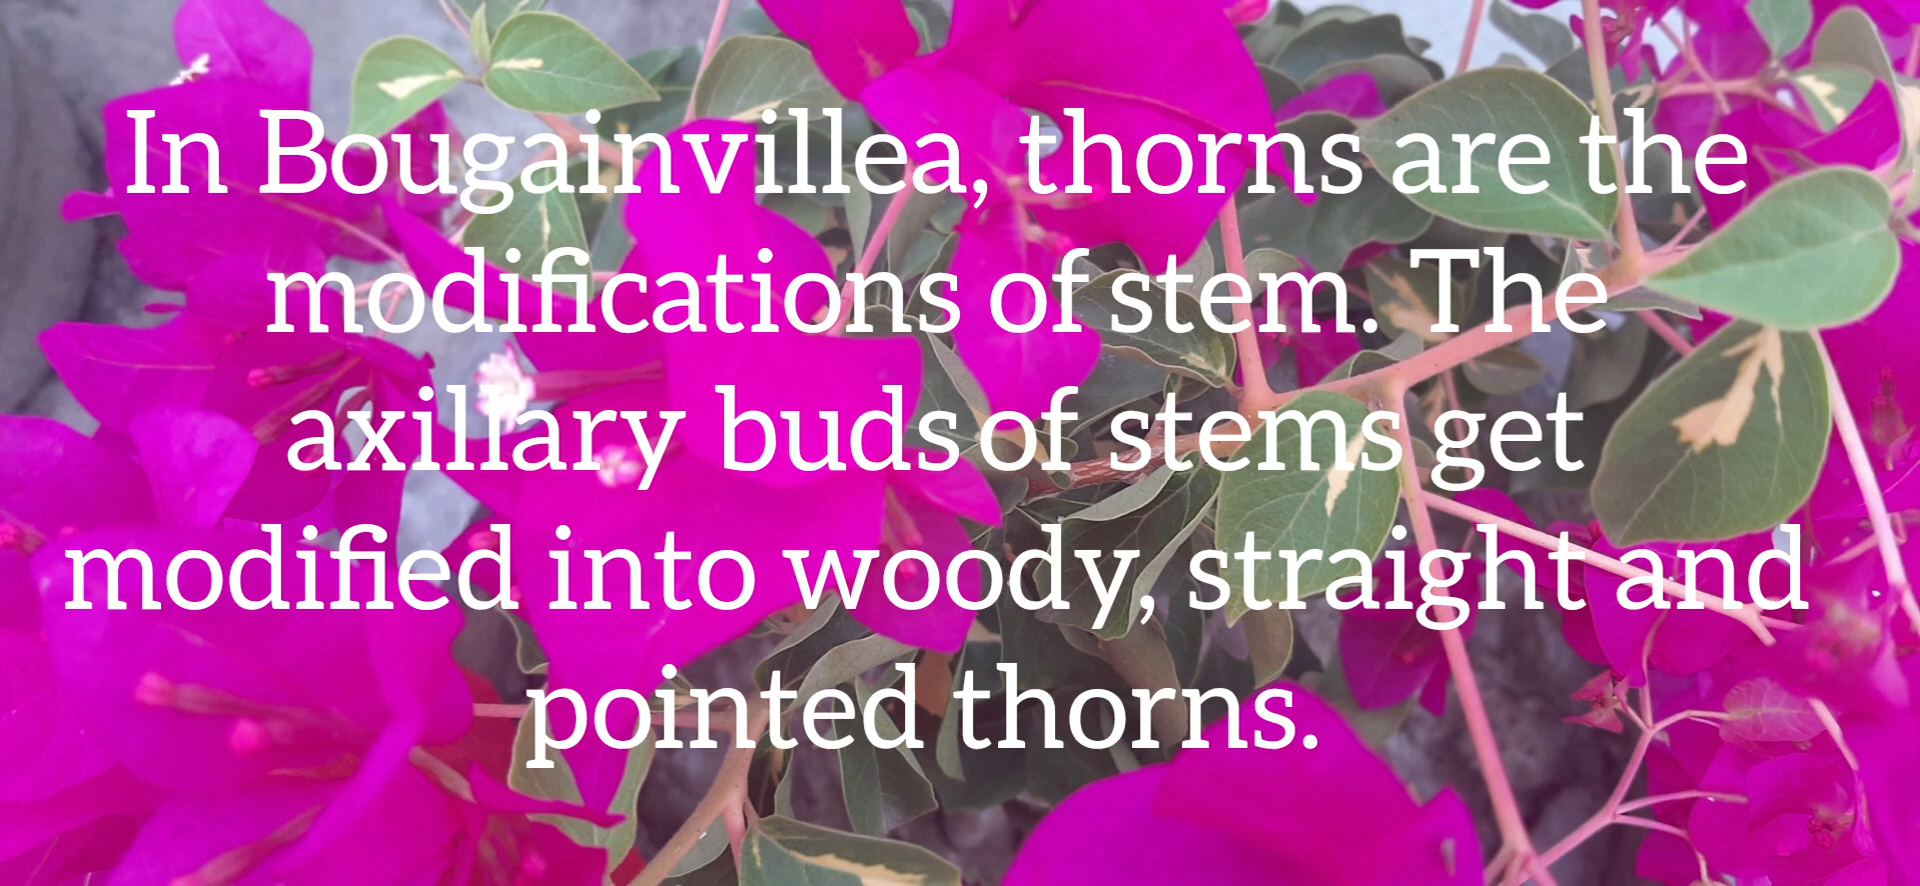 In Bougainvillea, thorns are the
modifications of stem. The
axillary buds of stems get
modified into woody, straight and
pointed thorns.